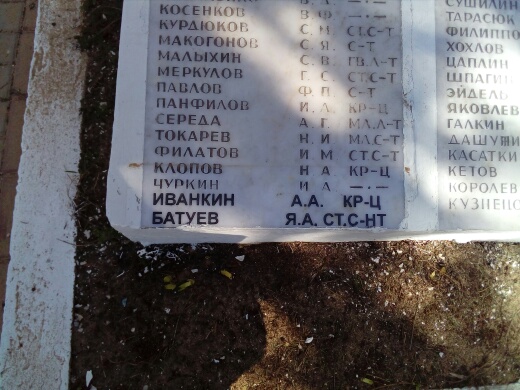 КОСЕНКОВ В.Ф. —·—
КУРДЮКОВ С.Н. СТ.С-Т
МАКОГОНОВ С.Я. С-Т
МАЛЫХИН С.В. ГВ.Л-Т
МЕРКУЛОВ Г.С. СТ.С-Т
ПАВЛОВ Ф.П. С-Т
ПАНФИЛОВ И.Л. КР-Ц
СЕРЕДА А.Г. МЛ.Л-Т
ТОКАРЕВ Н.И. МЛ.С-Т
ФИЛАТОВ И.М. СТ.С-Т
КЛОПОВ Н.А. КР-Ц
ЧУРКИН И.А. —·—
ИВАНКИН А.А. КР-Ц
БАТУЕВ Я.А. СТ.С-НТ
СУШИЛИН
ТАРАСЮК
ФИЛИППО
ХОХЛОВ
ЦАПЛИН
ШПАГИН
ЭЙДЕЛЬ
ЯКОВЛЕВ
ГАЛКИН
КАСАТКИ
КЕТОВ
КОРОЛЕВ
КУЗНЕЦО